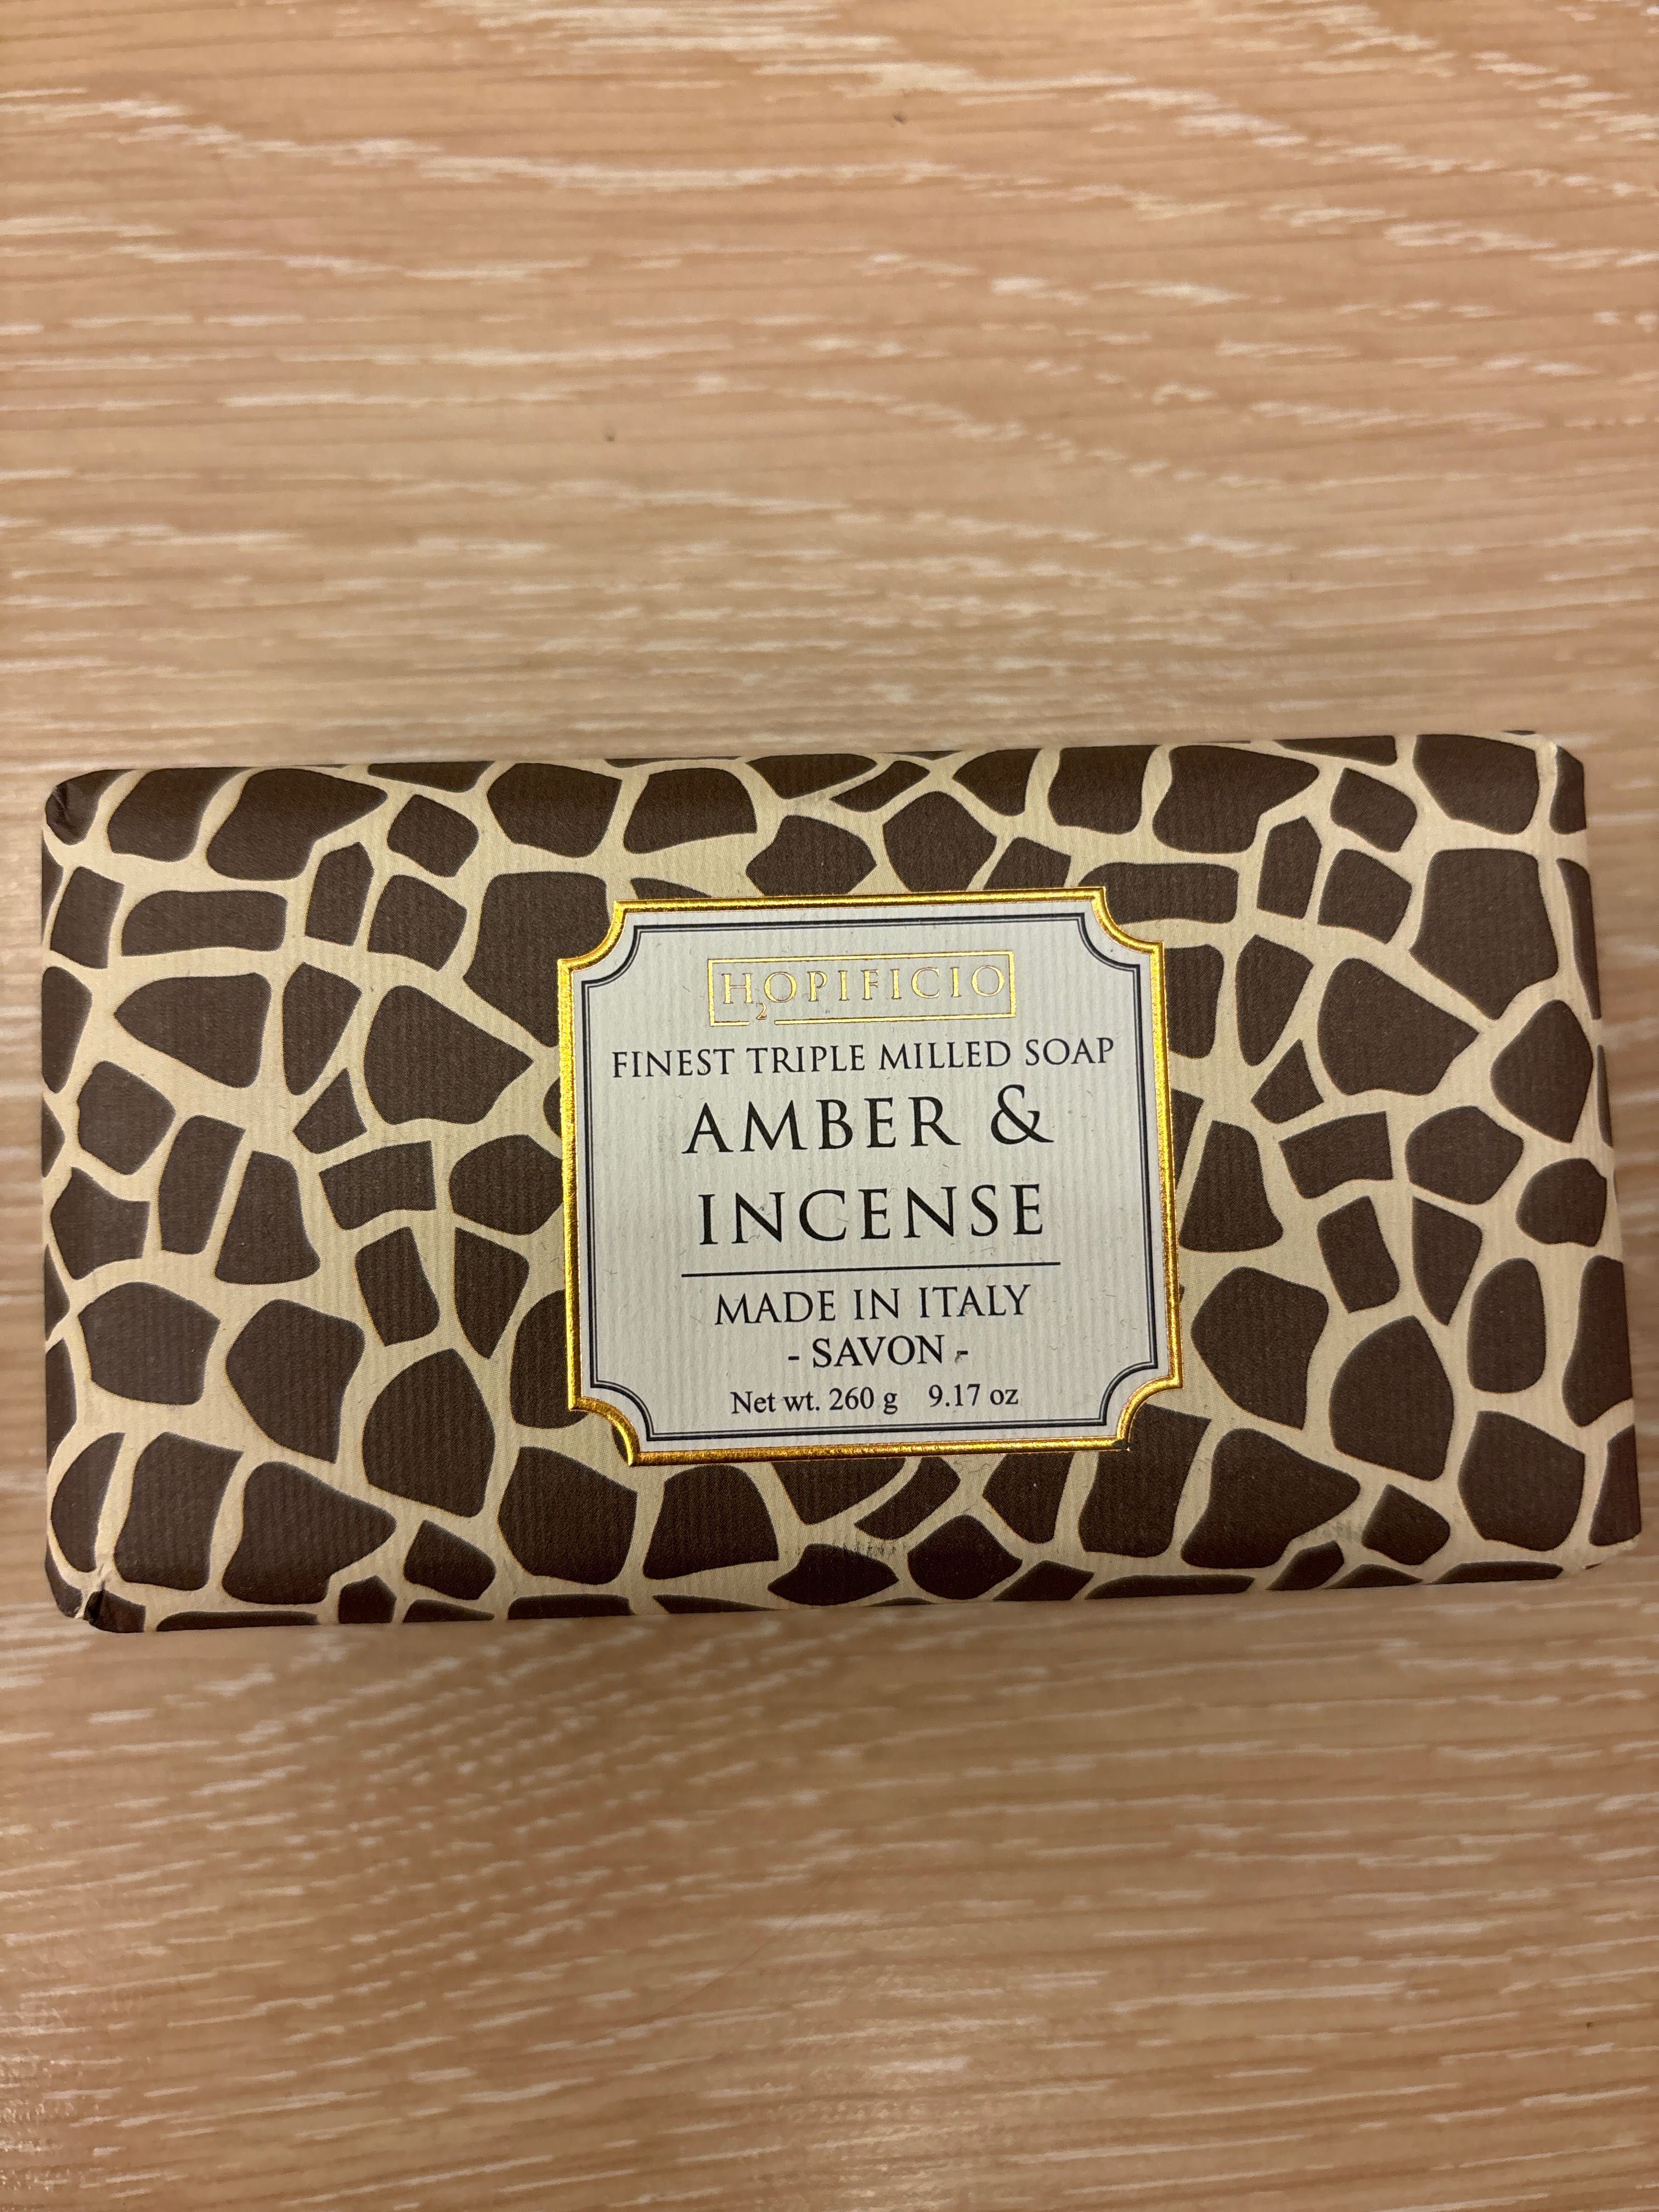 H₂OPIFICIO
FINEST TRIPLE MILLED SOAP
AMBER &
INCENSE
MADE IN ITALY
- SAVON -
Net wt. 260 g 9.17 oz